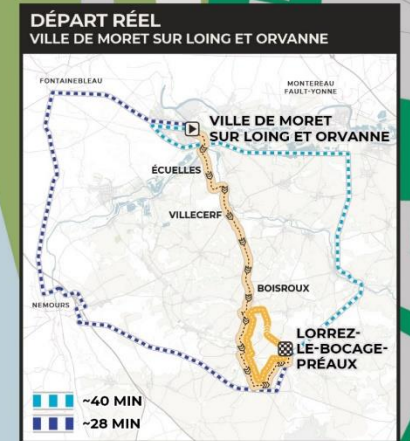 DÉPART RÉEL
VILLE DE MORET SUR LOING ET ORVANNE
FONTAINEBLEAU
MONTEREAU
FAULT-YONNE
VILLE DE MORET
SUR LOING ET ORVANNE
ÉCUELLES
VILLECERF
BOISROUX
NEMOURS
LORREZ-
LE-BOCAGE-
PRÉAUX
~40 MIN
~28 MIN